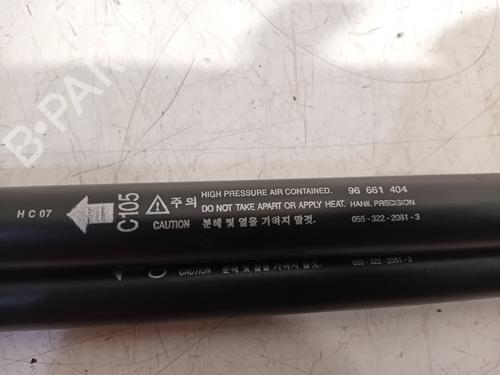 B-PARTS
HC07
C105
주의
CAUTION
HIGH PRESSURE AIR CONTAINED. 96 661 404
DO NOT TAKE APART OR APPLY HEAT. HANIL PRECISION
분해 및 열을 가하지 말것. 055-322-2081-3
CAUTION 분해 및 열을 가하지 말것. 055-322-2081-3